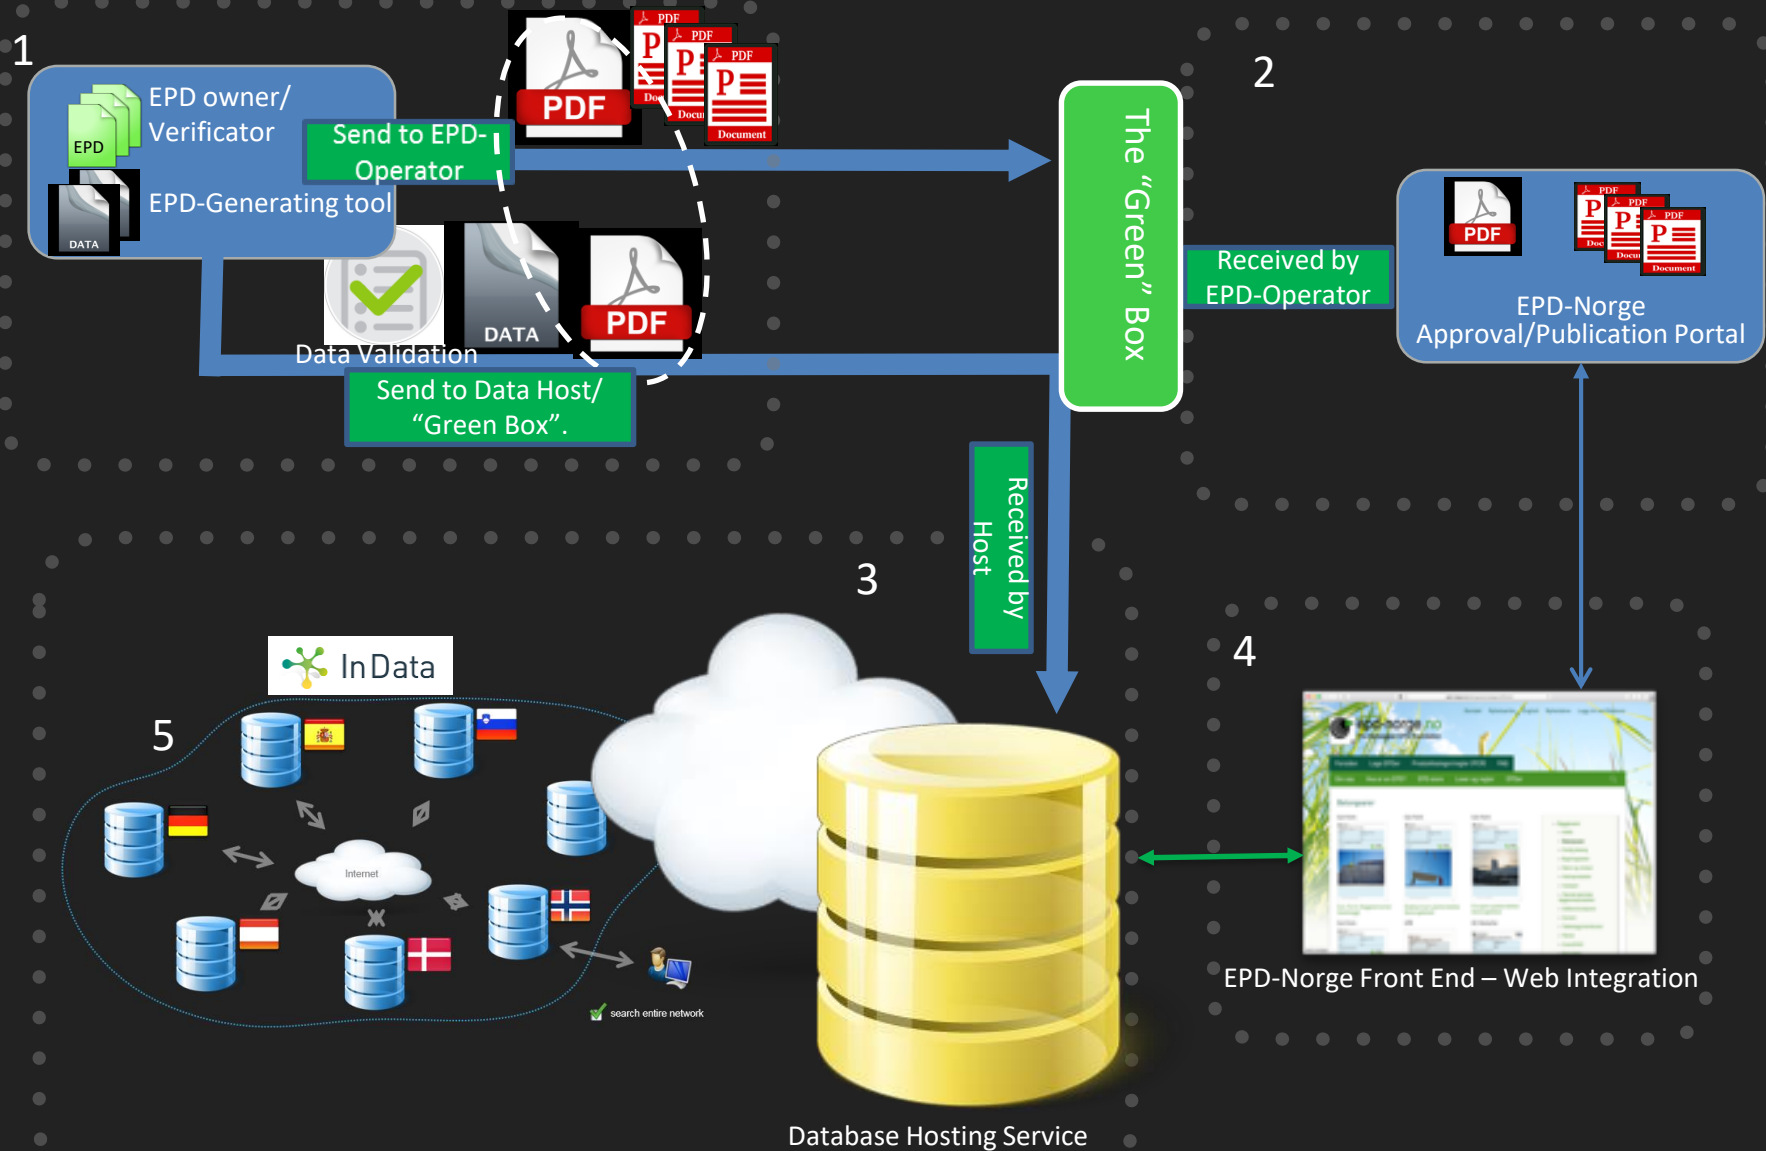 1
EPD owner/
Verificator
EPD
EPD-Generating tool
DATA
Send to EPD-
Operator
PDF
PDF
P
PDF
P
PDF
P
Document
Data Validation
DATA
PDF
Send to Data Host/
“Green Box”.
The “Green” Box
2
Received by
EPD-Operator
PDF
PDF
P
PDF
P
PDF
P
Document
EPD-Norge
Approval/Publication Portal
Received by
Host
3
InData
5
Internet
search entire network
Database Hosting Service
4
epd-norge.no
EPD-Norge Front End – Web Integration